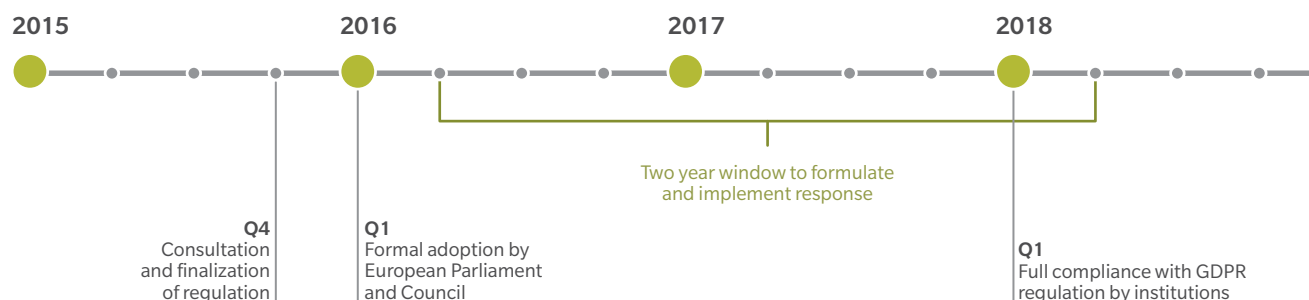 2015
2016
2017
2018
Two year window to formulate
and implement response
Q4
Consultation
and finalization
of regulation
Q1
Formal adoption by
European Parliament
and Council
Q1
Full compliance with GDPR
regulation by institutions